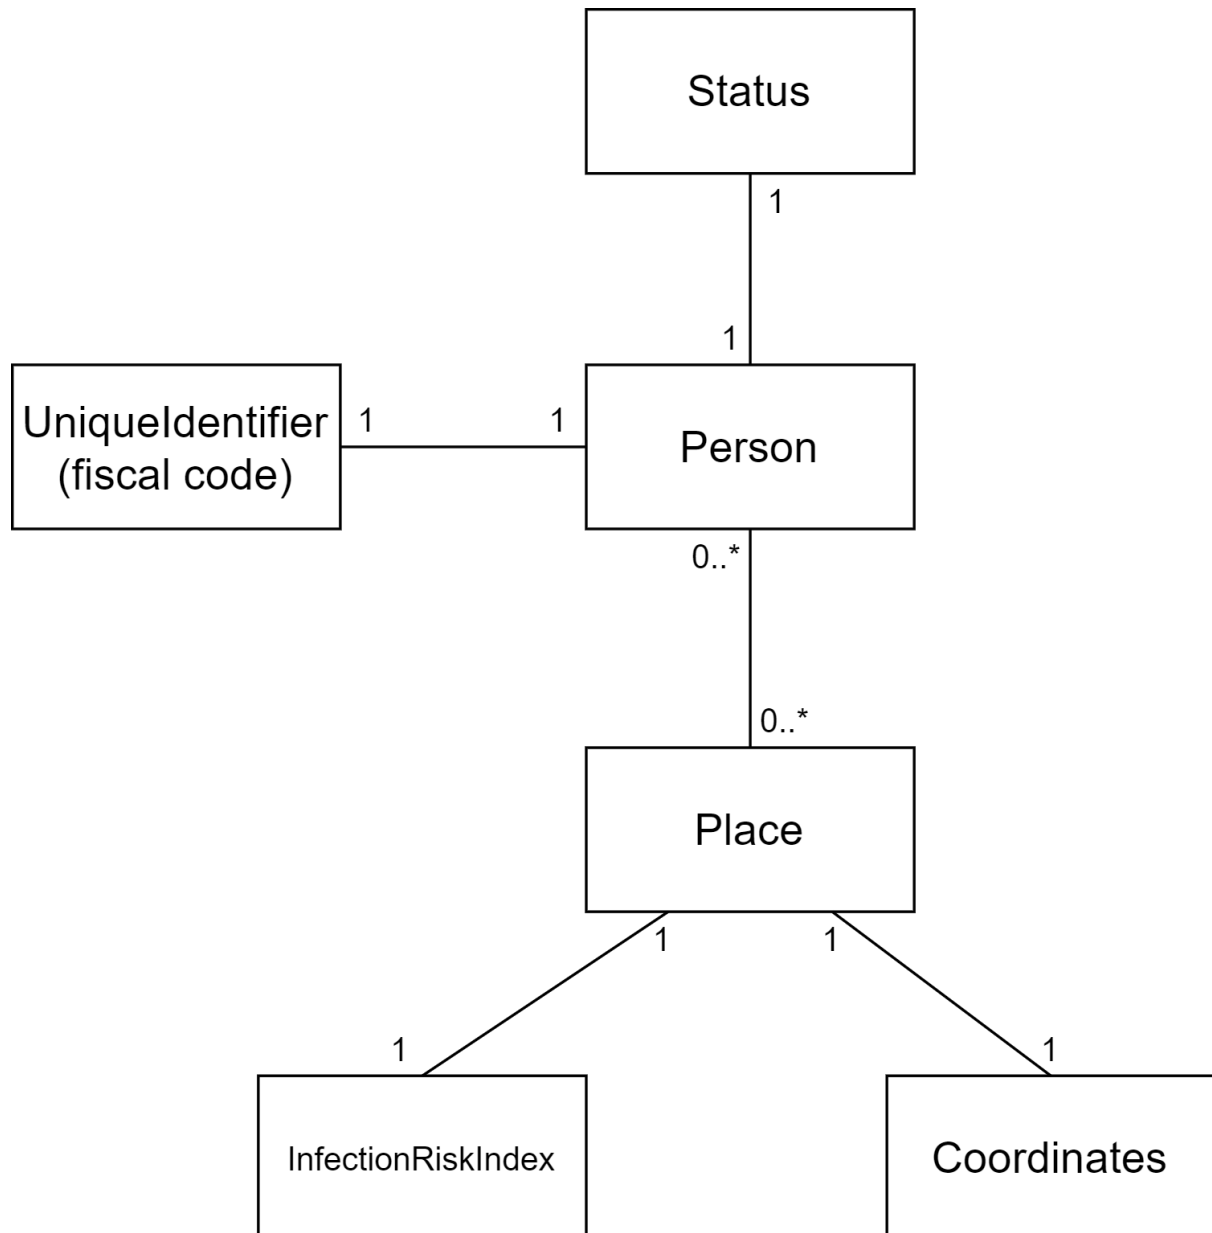 Status
1
1
UniqueIdentifier
(fiscal code)
1
1
Person
0..*
0..*
Place
1
1
1
1
InfectionRiskIndex
Coordinates